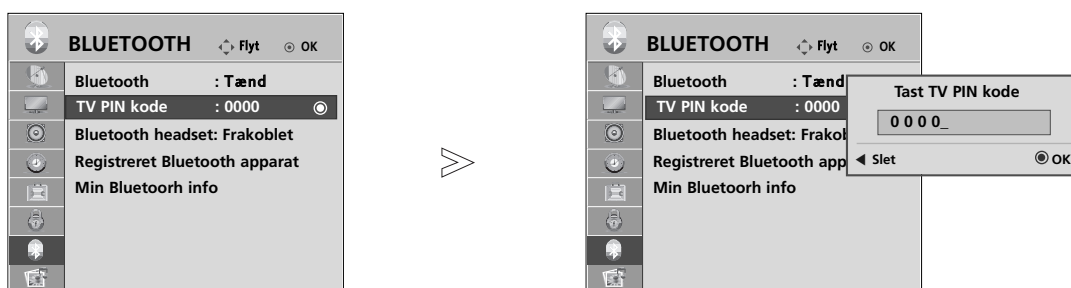 BLUETOOTH Flyt OK
Bluetooth : Tænd
TV PIN kode : 0000
Bluetooth headset: Frakoblet
Registreret Bluetooth apparat
Min Bluetoorh info
BLUETOOTH Flyt OK
Bluetooth : Tænd
TV PIN kode : 0000
Bluetooth headset: Frakobl
Registreret Bluetooth app
Min Bluetoorh info
Tast TV PIN kode
0 0 0 0_
Slet OK